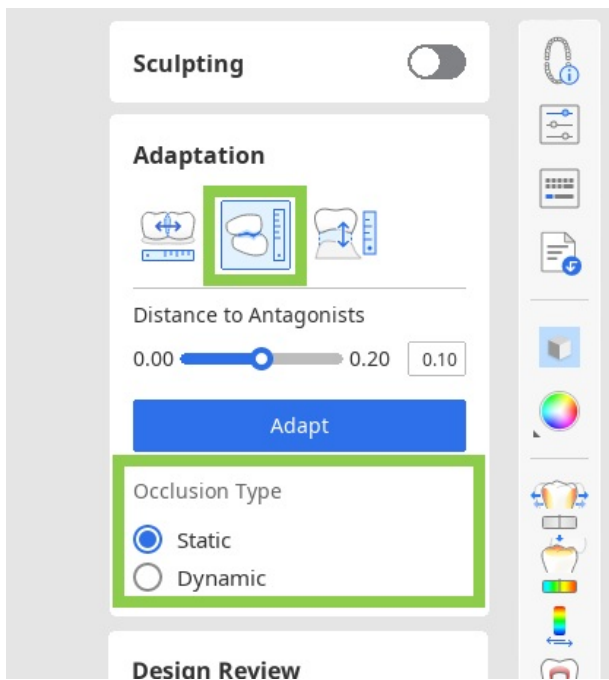 Sculpting
Adaptation
Distance to Antagonists
0.00 0.20 0.10
Adapt
Occlusion Type
Static
Dynamic
Design Review